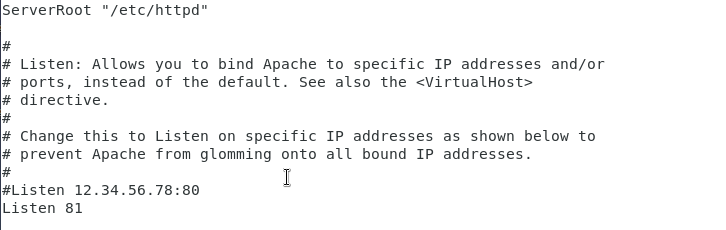 ServerRoot "/etc/httpd"
#
# Listen: Allows you to bind Apache to specific IP addresses and/or
# ports, instead of the default. See also the <VirtualHost>
# directive.
#
# Change this to Listen on specific IP addresses as shown below to
# prevent Apache from glomming onto all bound IP addresses.
#
#Listen 12.34.56.78:80
Listen 81